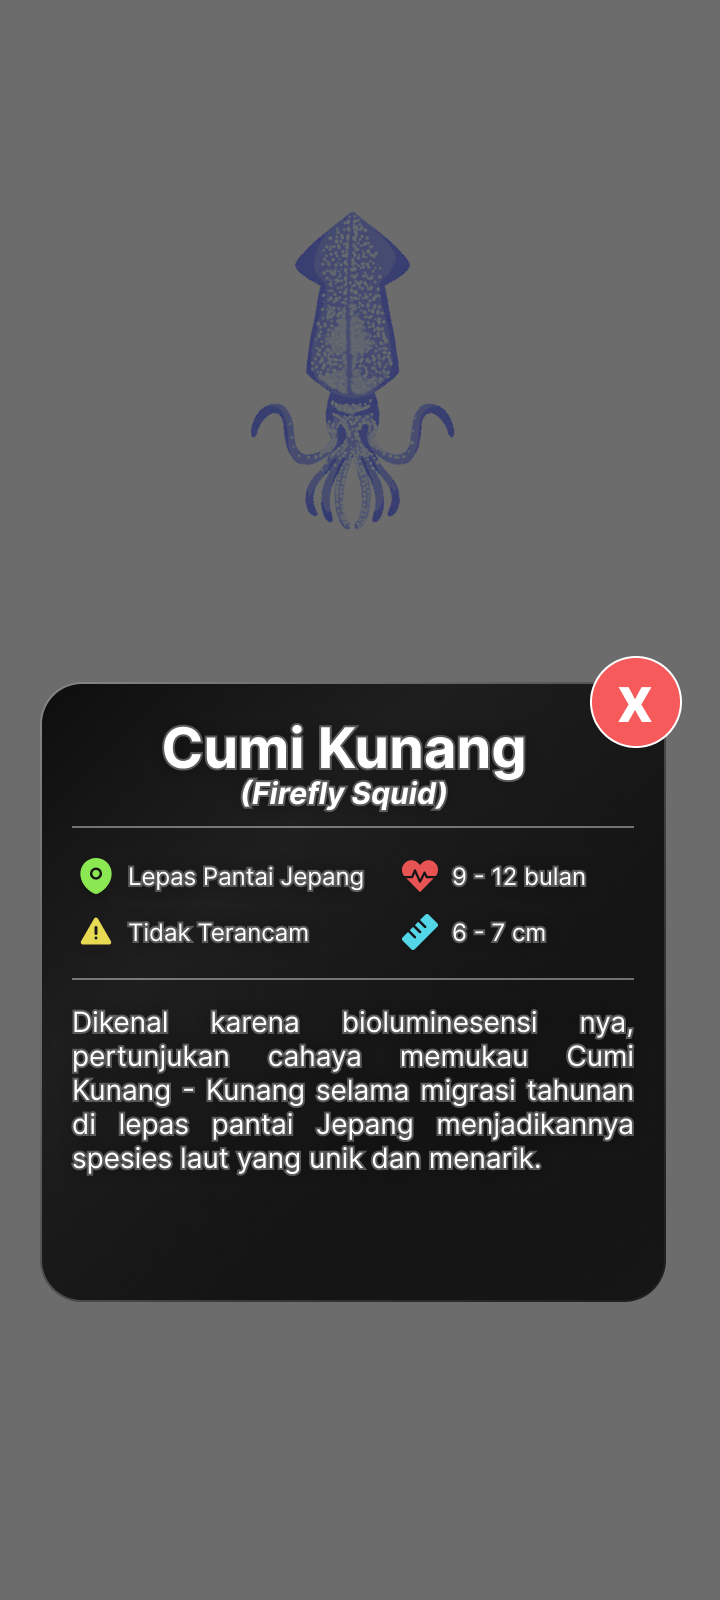 X
Cumi Kunang
(Firefly Squid)
Lepas Pantai Jepang
9 - 12 bulan
Tidak Terancam
6 - 7 cm
Dikenal karena bioluminesensi nya,
pertunjukan cahaya memukau Cumi
Kunang - Kunang selama migrasi tahunan
di lepas pantai Jepang menjadikannya
spesies laut yang unik dan menarik.